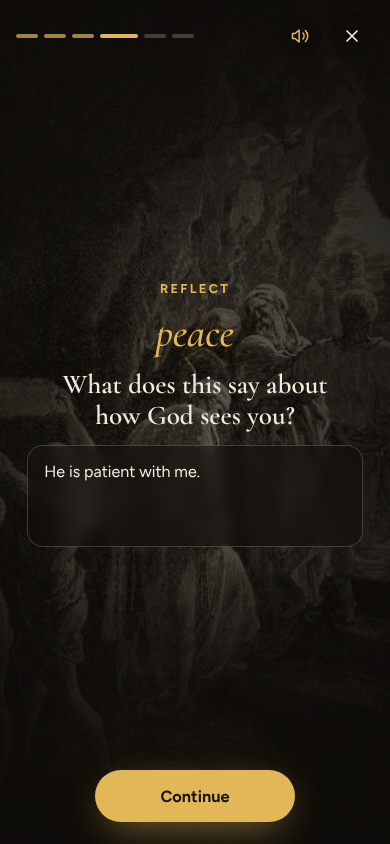 REFLECT
peace
What does this say about
how God sees you?
He is patient with me.
Continue